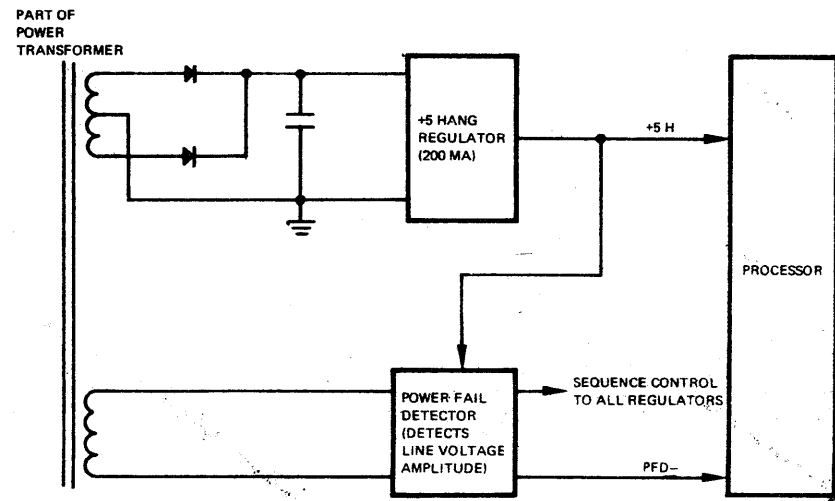 PART OF
POWER
TRANSFORMER
+5 HANG
REGULATOR
(200 MA)
+5 H
PROCESSOR
POWER FAIL
DETECTOR
(DETECTS
LINE VOLTAGE
AMPLITUDE)
SEQUENCE CONTROL
TO ALL REGULATORS
PFD–